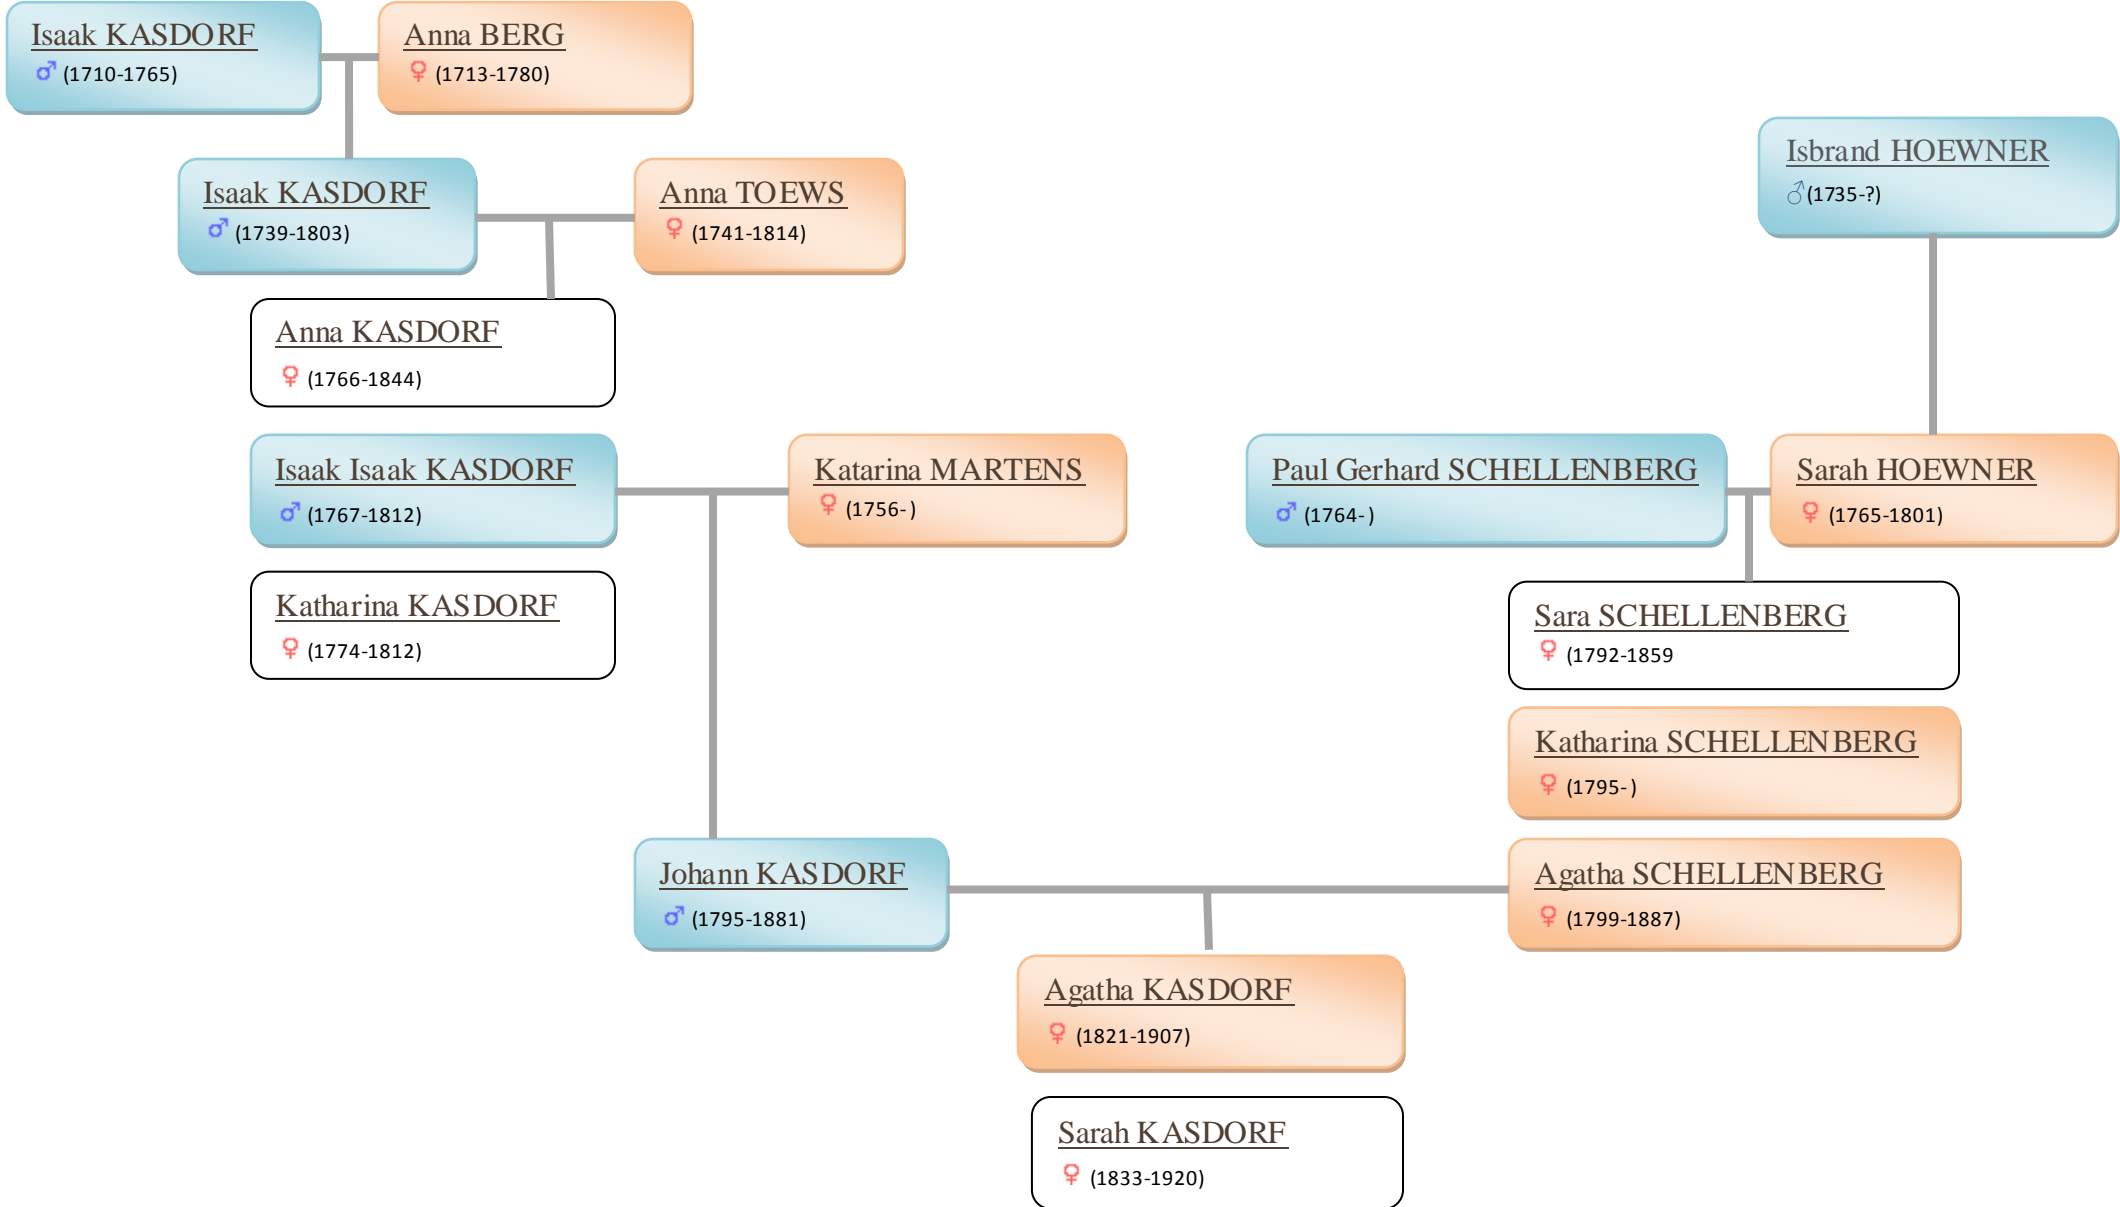 Isaak KASDORF
♂ (1710-1765)
Anna BERG
♀ (1713-1780)
Isbrand HOEWNER
♂(1735-?)
Isaak KASDORF
♂ (1739-1803)
Anna TOEWS
♀ (1741-1814)
Anna KASDORF
♀ (1766-1844)
Isaak Isaak KASDORF
♂ (1767-1812)
Katarina MARTENS
♀ (1756- )
Paul Gerhard SCHELLENBERG
♂ (1764- )
Sarah HOEWNER
♀ (1765-1801)
Katharina KASDORF
♀ (1774-1812)
Sara SCHELLENBERG
♀ (1792-1859
Katharina SCHELLENBERG
♀ (1795- )
Johann KASDORF
♂ (1795-1881)
Agatha SCHELLENBERG
♀ (1799-1887)
Agatha KASDORF
♀ (1821-1907)
Sarah KASDORF
♀ (1833-1920)